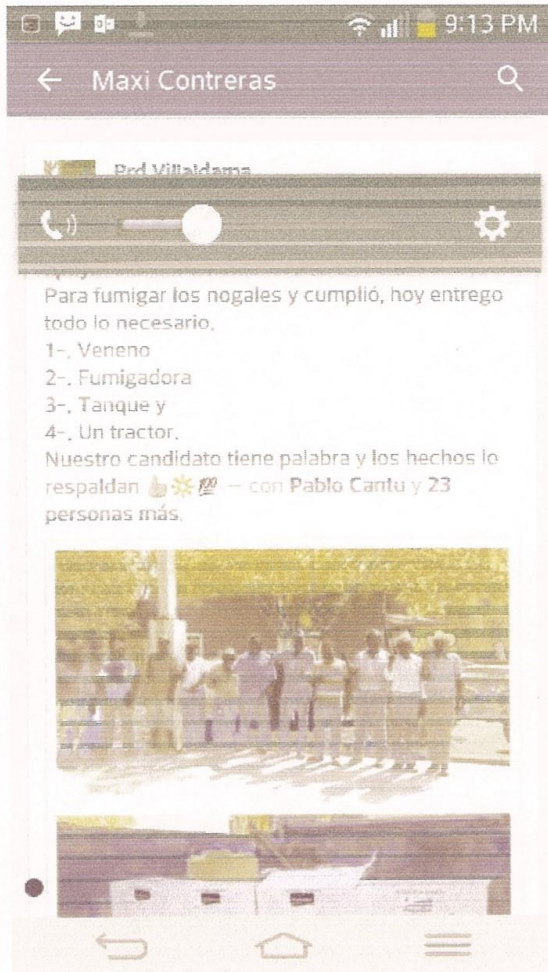 9:13 PM
Maxi Contreras
Prd Villaldama
Para fumigar los nogales y cumplió, hoy entrego
todo lo necesario,
1-, Veneno
2-, Fumigadora
3-, Tanque y
4-, Un tractor,
Nuestro candidato tiene palabra y los hechos lo
respaldan 👍☀️💯 — con Pablo Cantu y 23
personas más,